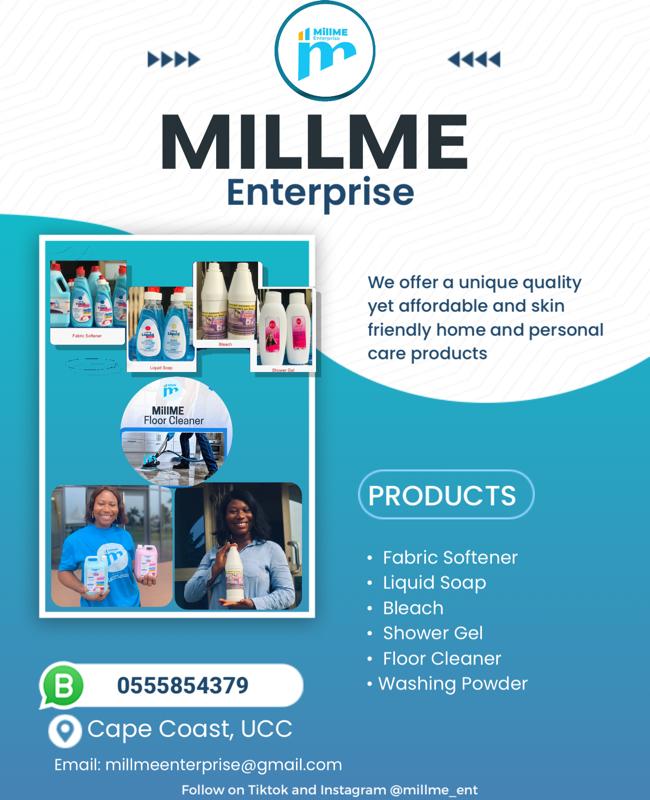 MillME
Enterprise
MILLME
Enterprise
We offer a unique quality
yet affordable and skin
friendly home and personal
care products
Fabric Softener
Liquid Soap
Bleach
Shower Gel
MillME
Floor Cleaner
PRODUCTS
• Fabric Softener
• Liquid Soap
• Bleach
• Shower Gel
• Floor Cleaner
• Washing Powder
B
0555854379
Cape Coast, UCC
Email: millmeenterprise@gmail.com
Follow on Tiktok and Instagram @millme_ent